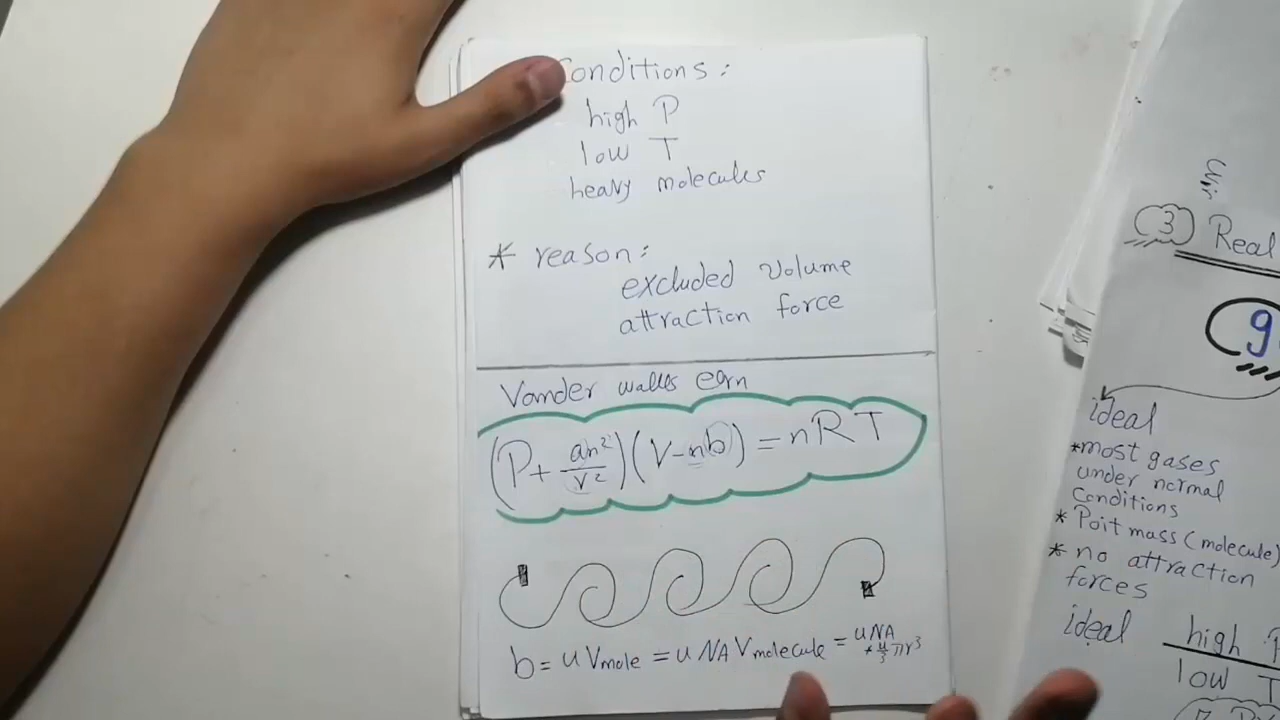 Conditions:
high P
low T
heavy molecules
* reason:
excluded volume
attraction force
Vander walls eqn
(P + an²/V²)(V-nb) = nRT
b = u Vmole = u NA Vmolecule = u NA * u/3 πr³
3 Real
ideal
* most gases
under normal
conditions
* Poit mass (molecule)
* no attraction
forces
ideal
high P
low T